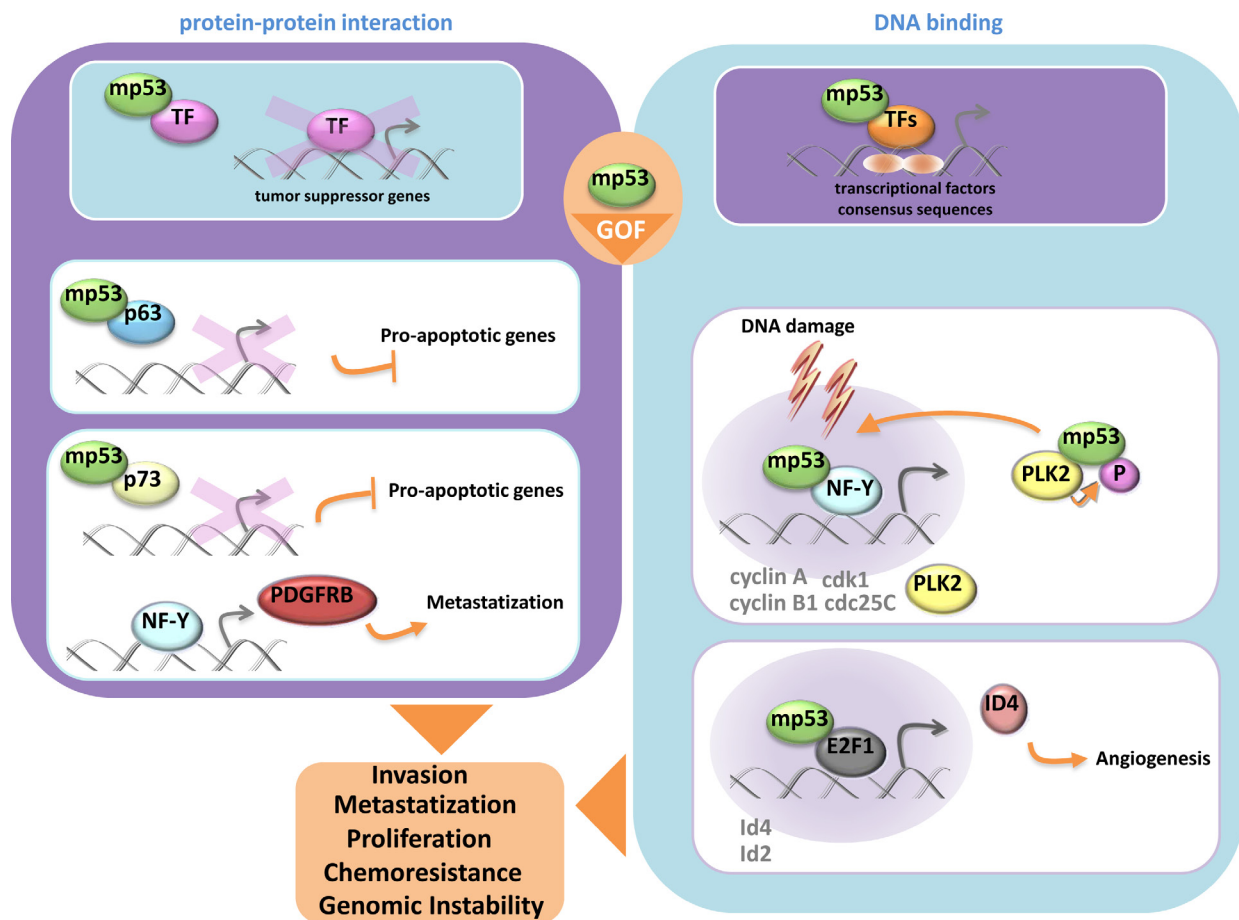 protein-protein interaction
mp53
TF
TF
tumor suppressor genes
mp53
p63
Pro-apoptotic genes
mp53
p73
Pro-apoptotic genes
NF-Y
PDGFRB
Metastatization
mp53
GOF
DNA binding
mp53
TFs
transcriptional factors
consensus sequences
DNA damage
mp53
NF-Y
mp53
PLK2
P
cyclin A cdk1
cyclin B1 cdc25C
PLK2
mp53
E2F1
ID4
Angiogenesis
Id4
Id2
Invasion
Metastatization
Proliferation
Chemoresistance
Genomic Instability